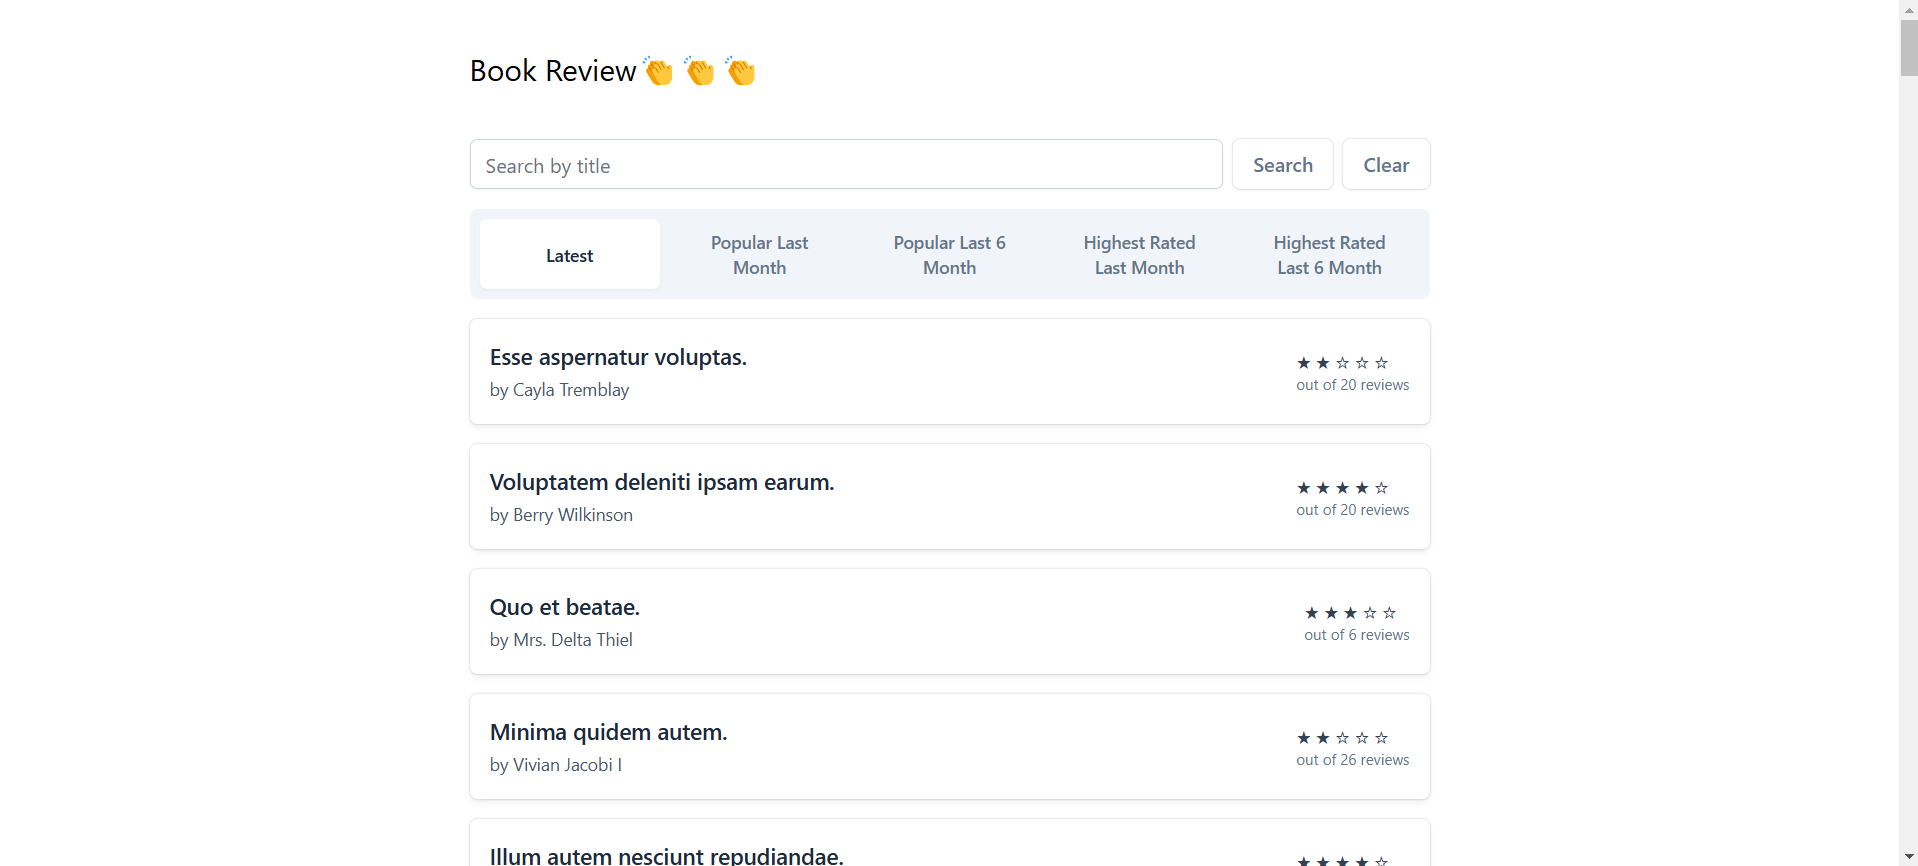 Book Review👏 👏 👏
Search by title
Search
Clear
Latest
Popular Last
Month
Popular Last 6
Month
Highest Rated
Last Month
Highest Rated
Last 6 Month
Esse aspernatur voluptas.
by Cayla Tremblay
★ ★ ☆ ☆ ☆
out of 20 reviews
Voluptatem deleniti ipsam earum.
by Berry Wilkinson
★ ★ ★ ★ ☆
out of 20 reviews
Quo et beatae.
by Mrs. Delta Thiel
★ ★ ★ ☆ ☆
out of 6 reviews
Minima quidem autem.
by Vivian Jacobi I
★ ★ ☆ ☆ ☆
out of 26 reviews
Illum autem nesciunt repudiandae.
★ ★ ★ ★ ☆